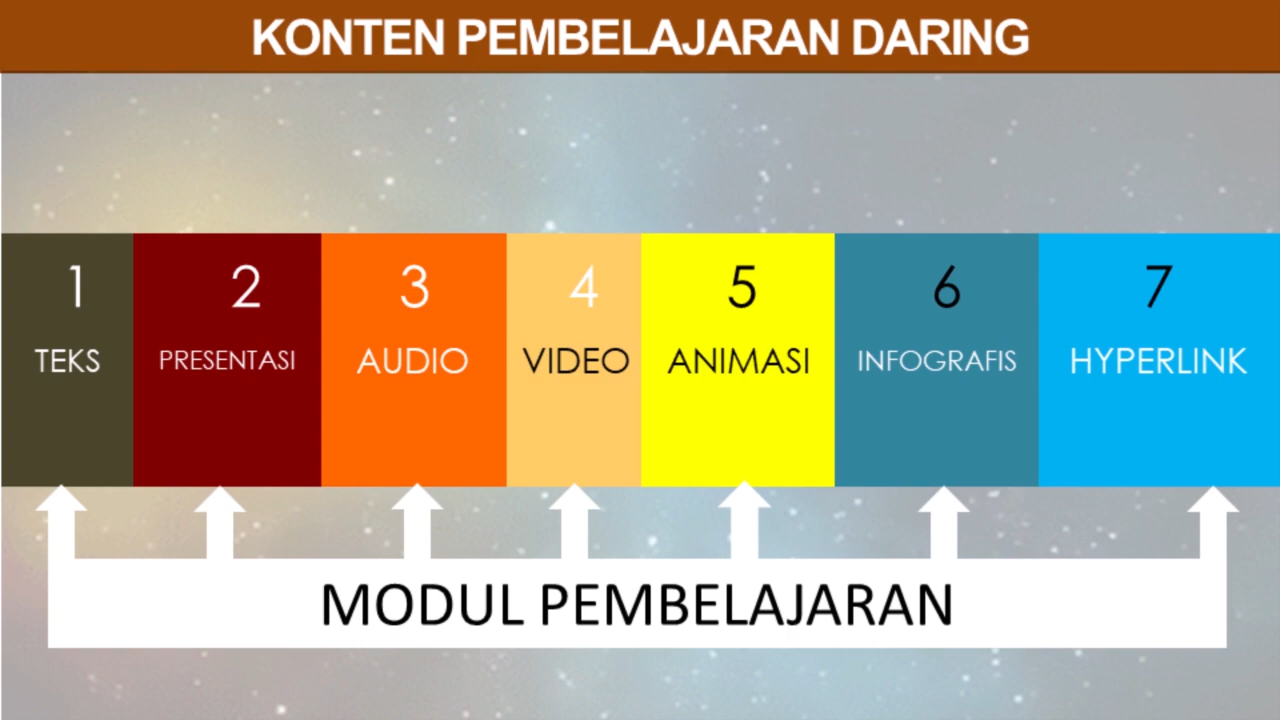 KONTEN PEMBELAJARAN DARING
1 2 3 4 5 6 7
TEKS PRESENTASI AUDIO VIDEO ANIMASI INFOGRAFIS HYPERLINK
MODUL PEMBELAJARAN